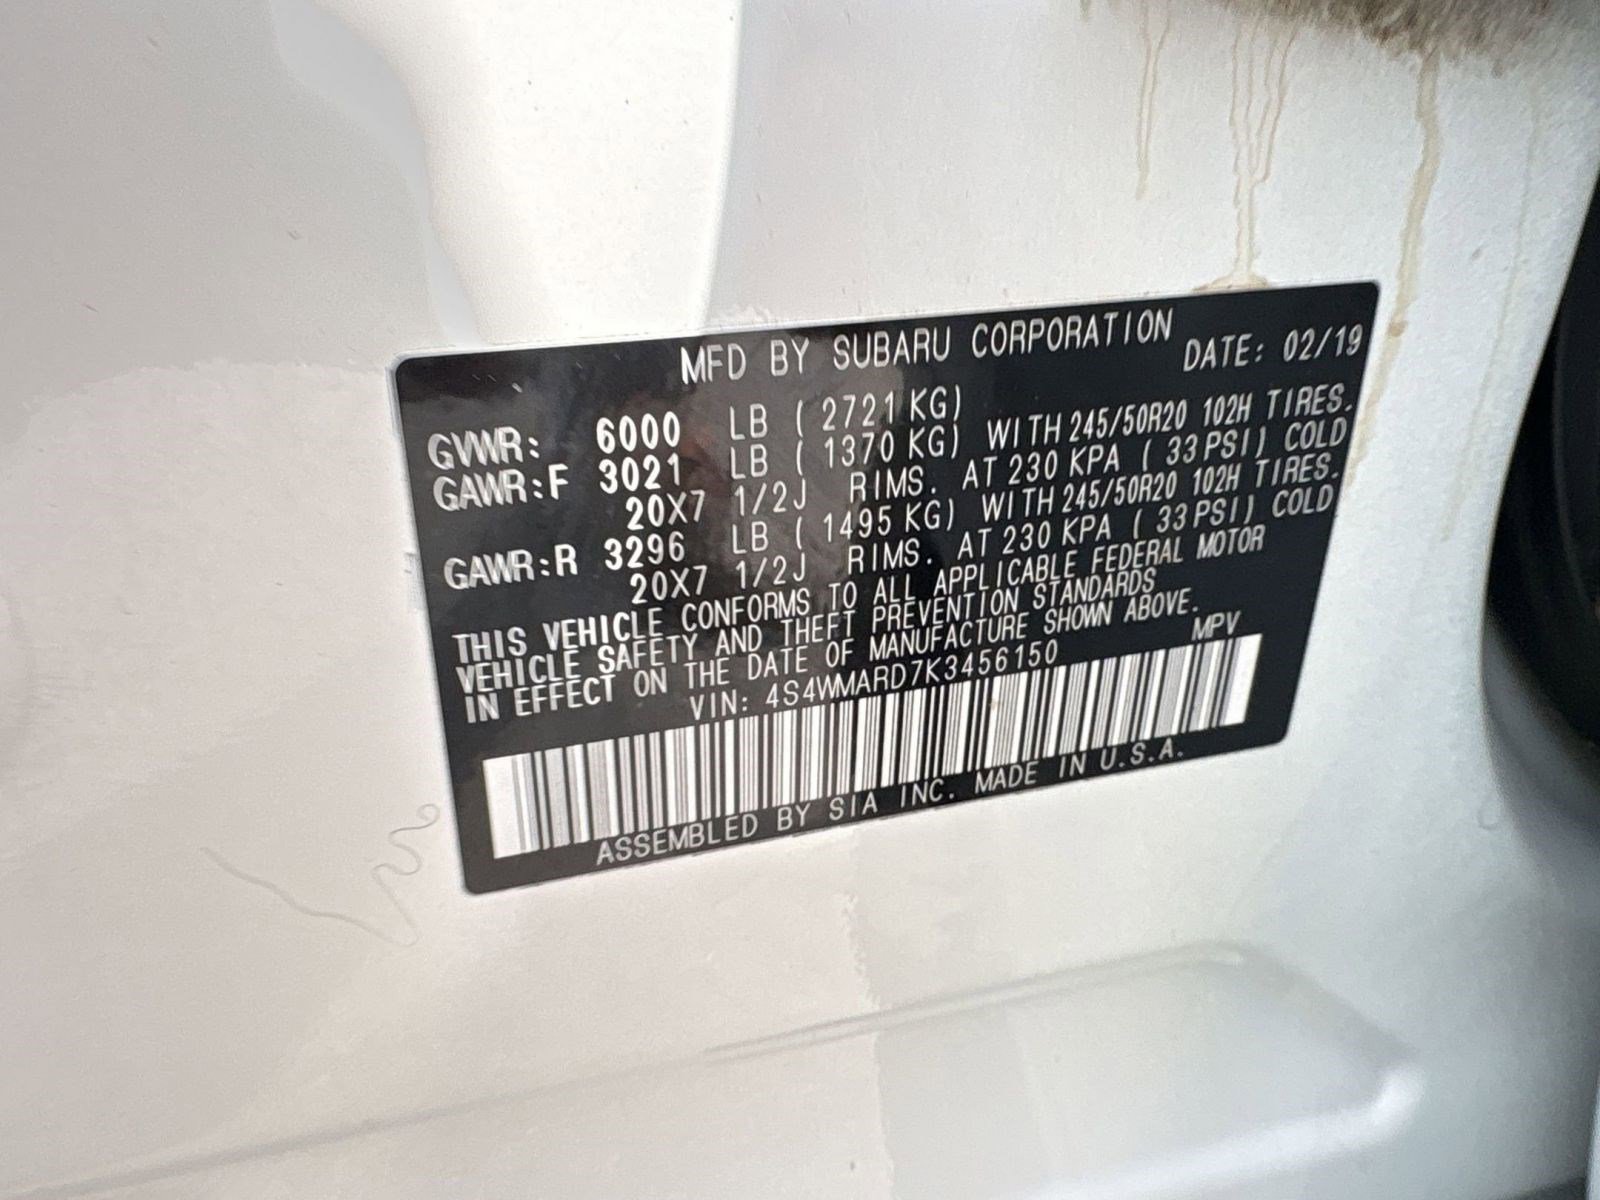 MFD BY SUBARU CORPORATION DATE: 02/19
GVWR: 6000 LB ( 2721 KG)
GAWR:F 3021 LB ( 1370 KG) WITH 245/50R20 102H TIRES.
20X7 1/2J RIMS. AT 230 KPA ( 33 PSI) COLD
GAWR:R 3296 LB ( 1495 KG) WITH 245/50R20 102H TIRES.
20X7 1/2J RIMS. AT 230 KPA ( 33 PSI) COLD
THIS VEHICLE CONFORMS TO ALL APPLICABLE FEDERAL MOTOR
VEHICLE SAFETY AND THEFT PREVENTION STANDARDS
IN EFFECT ON THE DATE OF MANUFACTURE SHOWN ABOVE.
VIN: 4S4WMARD7K3456150 MPV
ASSEMBLED BY SIA INC. MADE IN U.S.A.